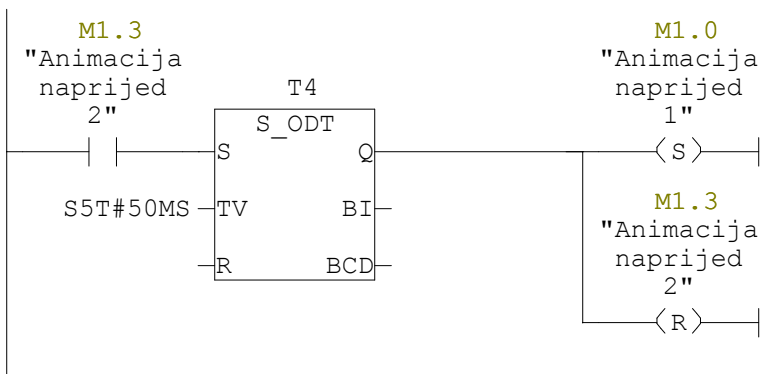 M1.3
"Animacija
naprijed
2"
T4
S_ODT
S
Q
S5T#50MS
TV
BI
R
BCD
M1.0
"Animacija
naprijed
1"
S
M1.3
"Animacija
naprijed
2"
R